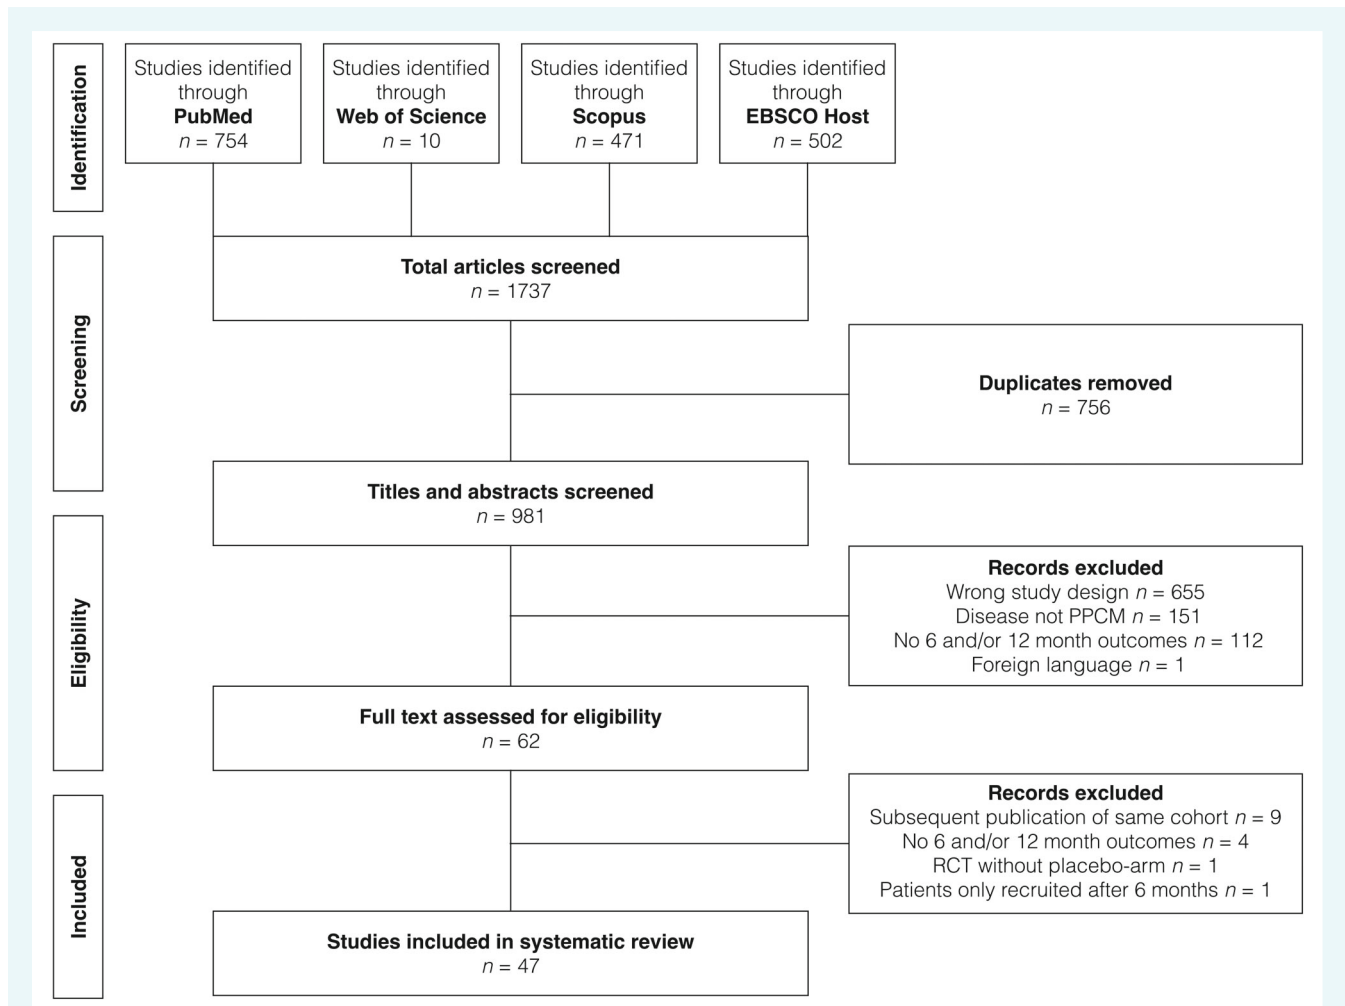 Identification
Studies identified
through
PubMed
n = 754
Studies identified
through
Web of Science
n = 10
Studies identified
through
Scopus
n = 471
Studies identified
through
EBSCO Host
n = 502
Screening
Total articles screened
n = 1737
Duplicates removed
n = 756
Titles and abstracts screened
n = 981
Eligibility
Records excluded
Wrong study design n = 655
Disease not PPCM n = 151
No 6 and/or 12 month outcomes n = 112
Foreign language n = 1
Full text assessed for eligibility
n = 62
Included
Records excluded
Subsequent publication of same cohort n = 9
No 6 and/or 12 month outcomes n = 4
RCT without placebo-arm n = 1
Patients only recruited after 6 months n = 1
Studies included in systematic review
n = 47